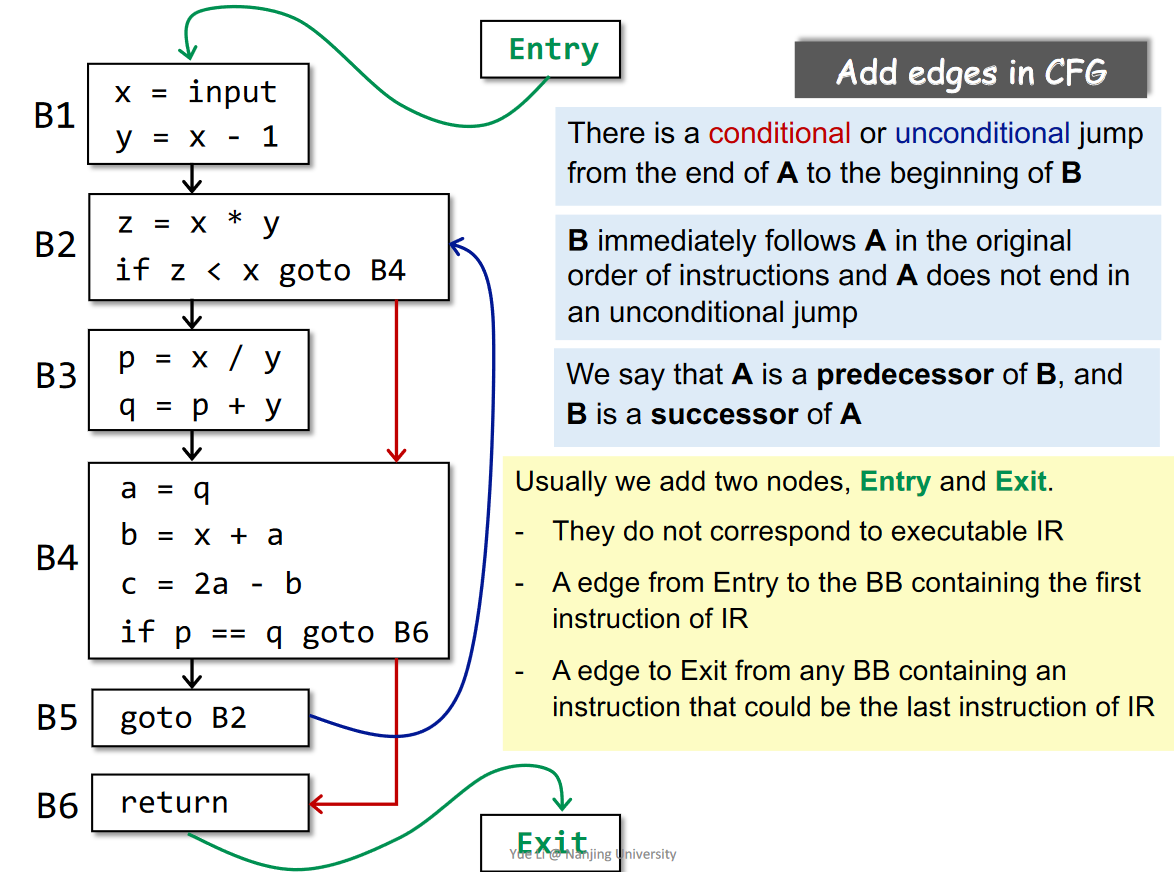 Entry
Add edges in CFG
B1
x = input
y = x - 1
B2
z = x * y
if z < x goto B4
B3
p = x / y
q = p + y
B4
a = q
b = x + a
c = 2a - b
if p == q goto B6
B5
goto B2
B6
return
Exit
There is a conditional or unconditional jump
from the end of A to the beginning of B
B immediately follows A in the original
order of instructions and A does not end in
an unconditional jump
We say that A is a predecessor of B, and
B is a successor of A
Usually we add two nodes, Entry and Exit.
- They do not correspond to executable IR
- A edge from Entry to the BB containing the first
instruction of IR
- A edge to Exit from any BB containing an
instruction that could be the last instruction of IR
Yue Li @ Nanjing University